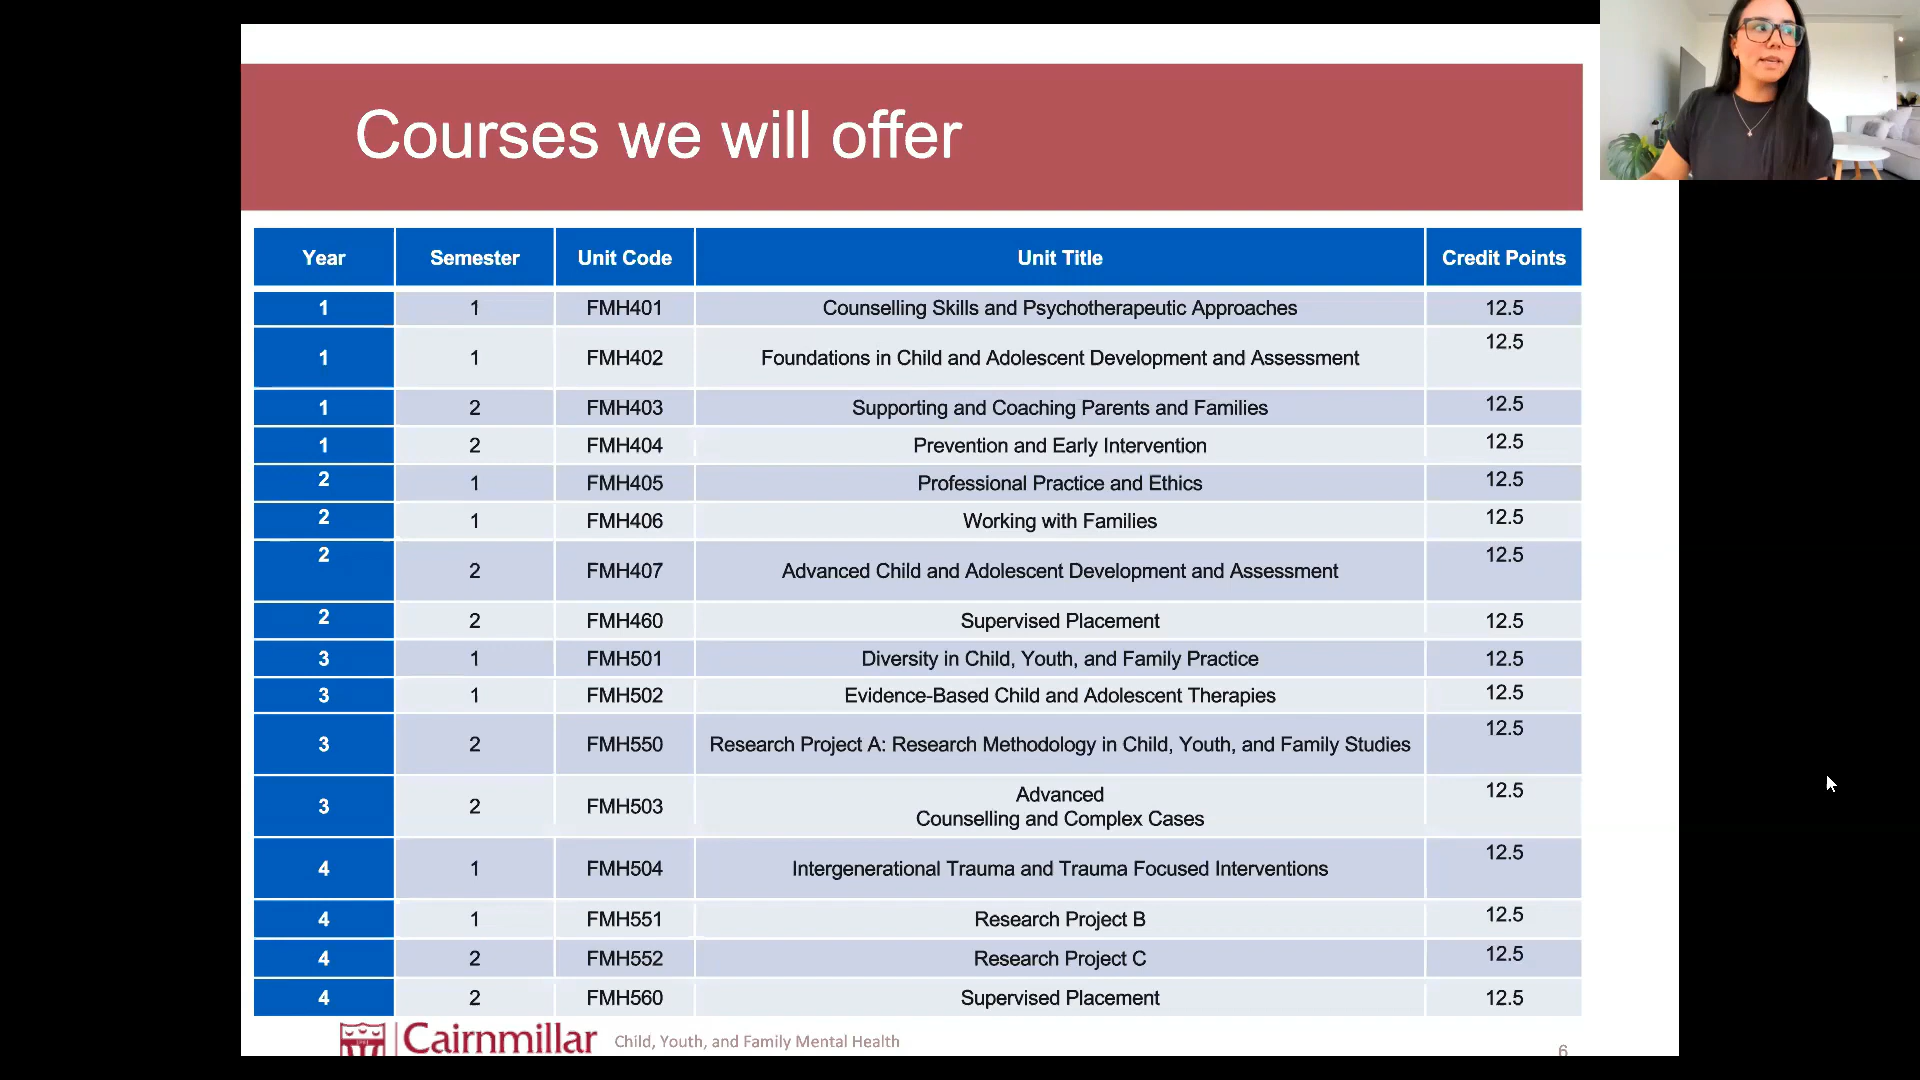 Courses we will offer
Year Semester Unit Code Unit Title Credit Points
1 1 FMH401 Counselling Skills and Psychotherapeutic Approaches 12.5
1 1 FMH402 Foundations in Child and Adolescent Development and Assessment 12.5
1 2 FMH403 Supporting and Coaching Parents and Families 12.5
1 2 FMH404 Prevention and Early Intervention 12.5
2 1 FMH405 Professional Practice and Ethics 12.5
2 1 FMH406 Working with Families 12.5
2 2 FMH407 Advanced Child and Adolescent Development and Assessment 12.5
2 2 FMH460 Supervised Placement 12.5
3 1 FMH501 Diversity in Child, Youth, and Family Practice 12.5
3 1 FMH502 Evidence-Based Child and Adolescent Therapies 12.5
3 2 FMH550 Research Project A: Research Methodology in Child, Youth, and Family Studies 12.5
3 2 FMH503 Advanced
Counselling and Complex Cases 12.5
4 1 FMH504 Intergenerational Trauma and Trauma Focused Interventions 12.5
4 1 FMH551 Research Project B 12.5
4 2 FMH552 Research Project C 12.5
4 2 FMH560 Supervised Placement 12.5
Cairnmillar Child, Youth, and Family Mental Health 6